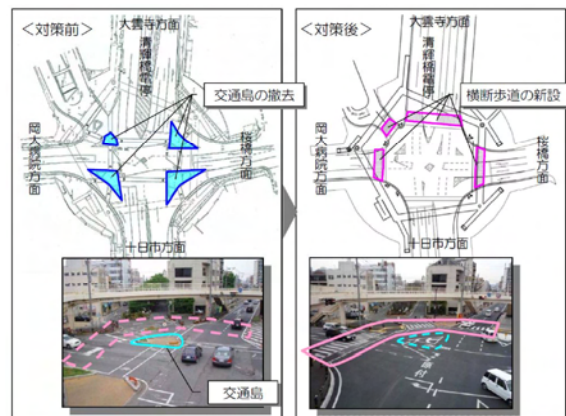 ＜対策前＞
大雲寺方面
清輝橋電停
交通島の撤去
岡大病院方面
桜橋方面
十日市方面
交通島
＜対策後＞
大雲寺方面
清輝橋電停
横断歩道の新設
岡大病院方面
桜橋方面
十日市方面